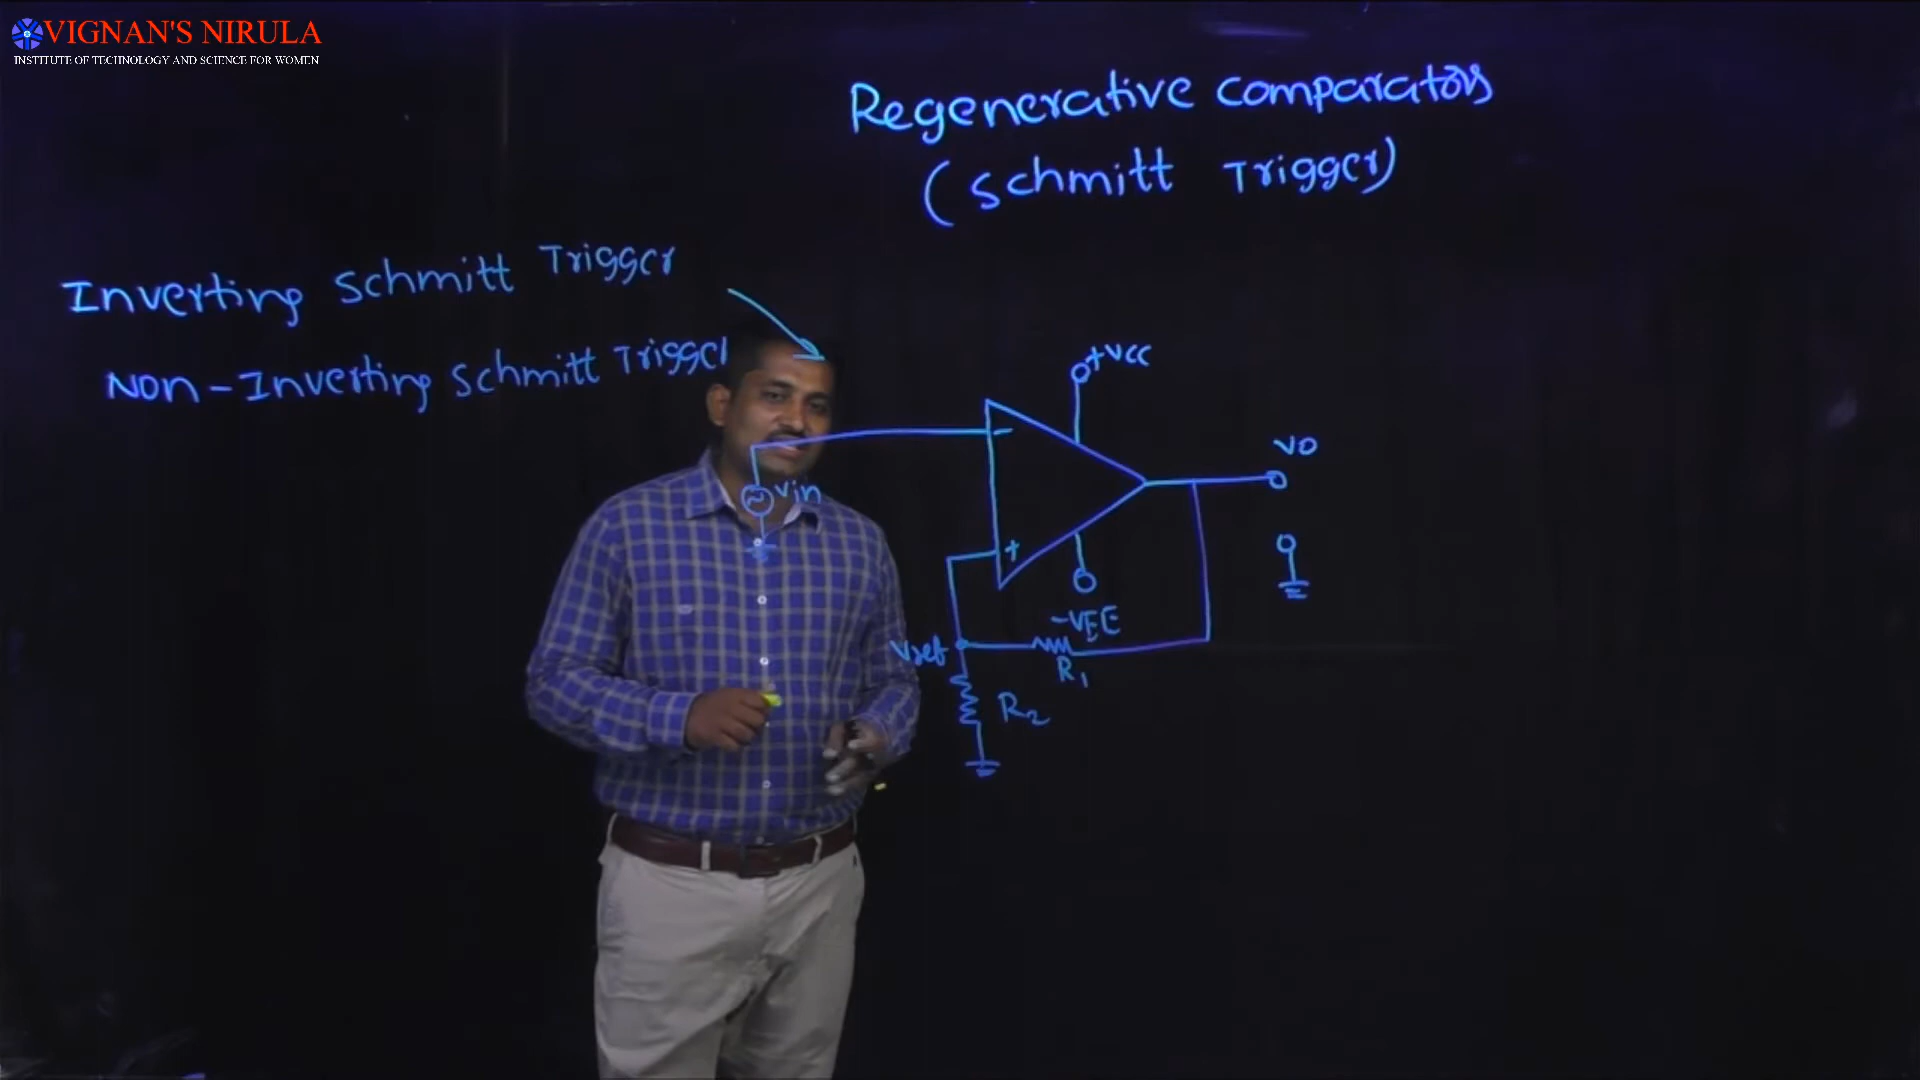 VIGNAN'S NIRULA
INSTITUTE OF TECHNOLOGY AND SCIENCE FOR WOMEN
Regenerative comparators
(Schmitt Trigger)
Inverting Schmitt Trigger
Non-Inverting Schmitt Trigger
+VCC
-
Vo
Vin
+
-VEE
Vref
R1
R2